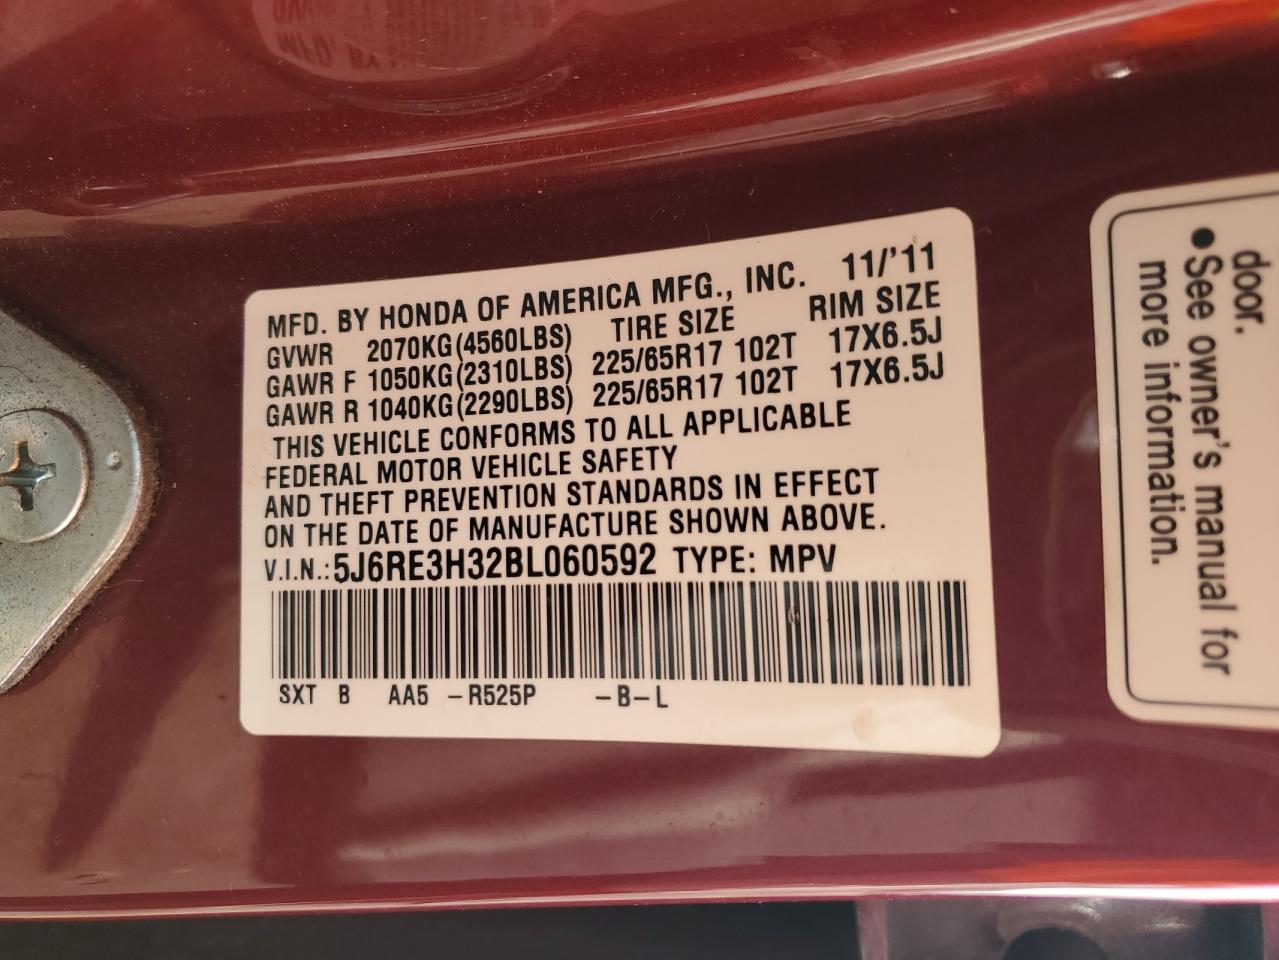 MFD. BY HONDA OF AMERICA MFG., INC. 11/'11
GVWR 2070KG(4560LBS) TIRE SIZE RIM SIZE
GAWR F 1050KG(2310LBS) 225/65R17 102T 17X6.5J
GAWR R 1040KG(2290LBS) 225/65R17 102T 17X6.5J
THIS VEHICLE CONFORMS TO ALL APPLICABLE
FEDERAL MOTOR VEHICLE SAFETY
AND THEFT PREVENTION STANDARDS IN EFFECT
ON THE DATE OF MANUFACTURE SHOWN ABOVE.
V.I.N.:5J6RE3H32BL060592 TYPE: MPV
SXT B AA5 -R525P -B-L
door.
●See owner's manual for
more information.